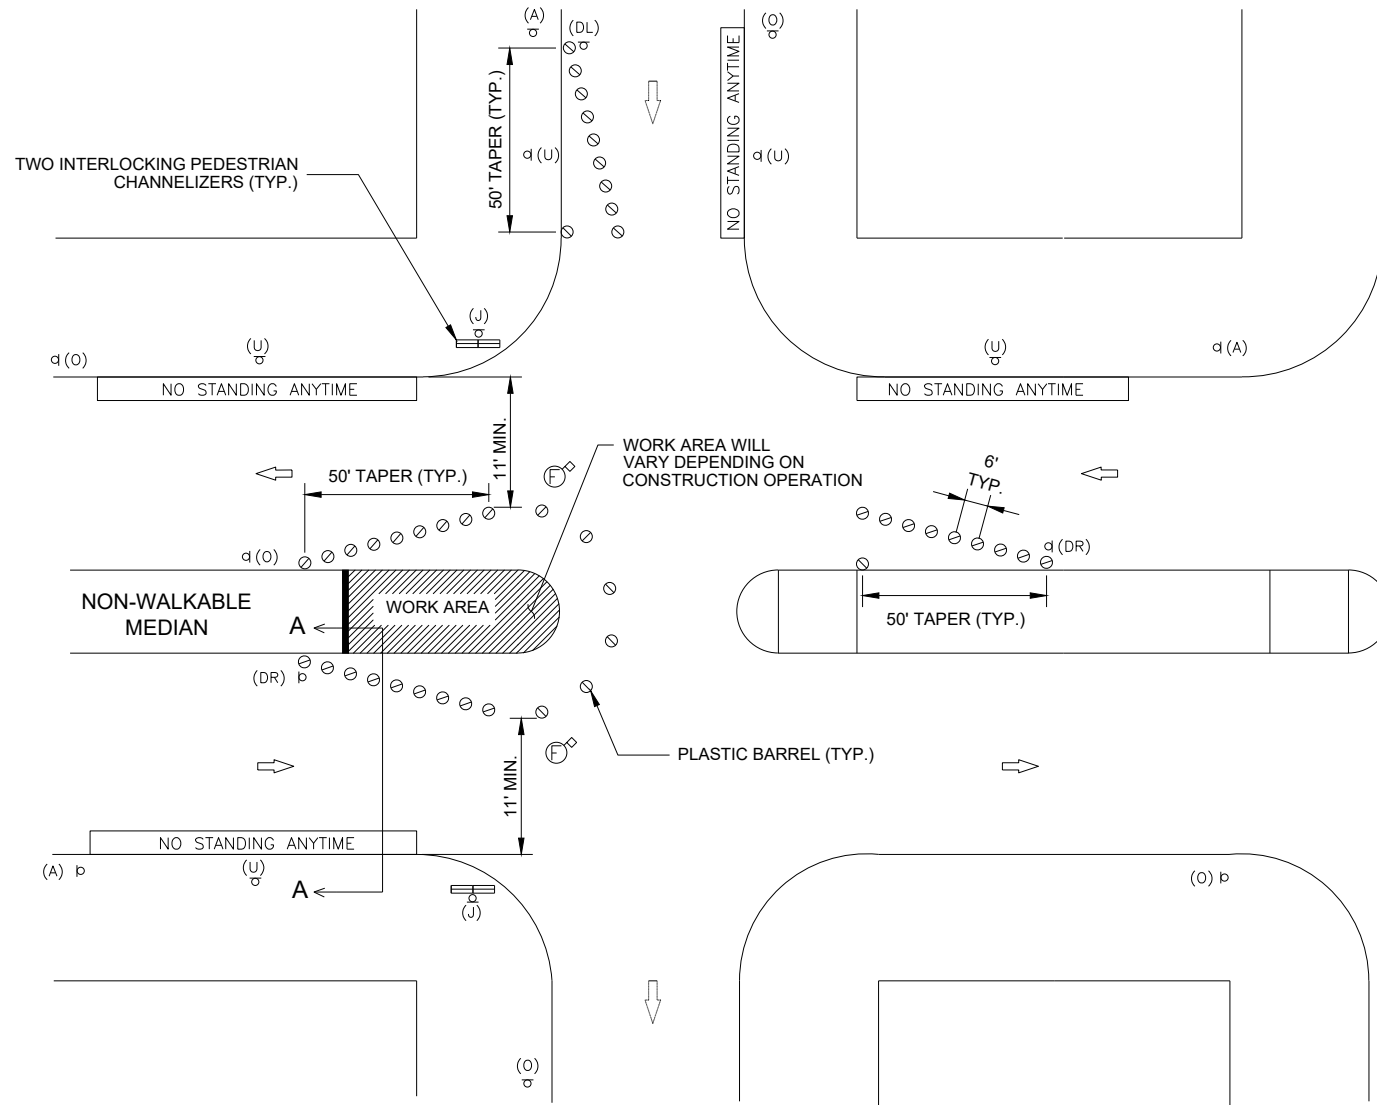 (A)
(DL)
(O)
50' TAPER (TYP.)
NO STANDING ANYTIME
(U)
(U)
TWO INTERLOCKING PEDESTRIAN
CHANNELIZERS (TYP.)
(J)
(O)
(U)
(U)
(A)
NO STANDING ANYTIME
NO STANDING ANYTIME
11' MIN.
WORK AREA WILL
VARY DEPENDING ON
CONSTRUCTION OPERATION
6'
TYP.
50' TAPER (TYP.)
F
(O)
(DR)
NON-WALKABLE
MEDIAN
WORK AREA
A
50' TAPER (TYP.)
(DR)
F
PLASTIC BARREL (TYP.)
11' MIN.
NO STANDING ANYTIME
(A)
(U)
(O)
A
(J)
(O)